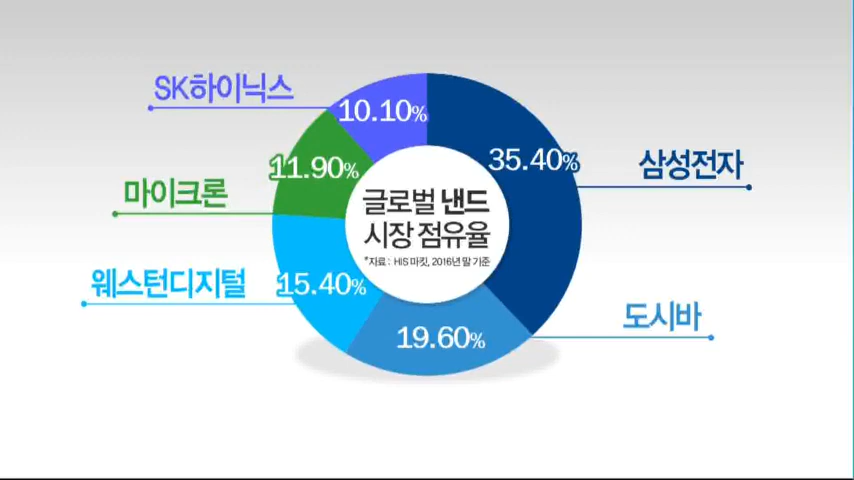 SK하이닉스
10.10%
35.40%
삼성전자
11.90%
마이크론
글로벌 낸드
시장 점유율
*자료 : HIS 마킷, 2016년 말 기준
웨스턴디지털
15.40%
도시바
19.60%